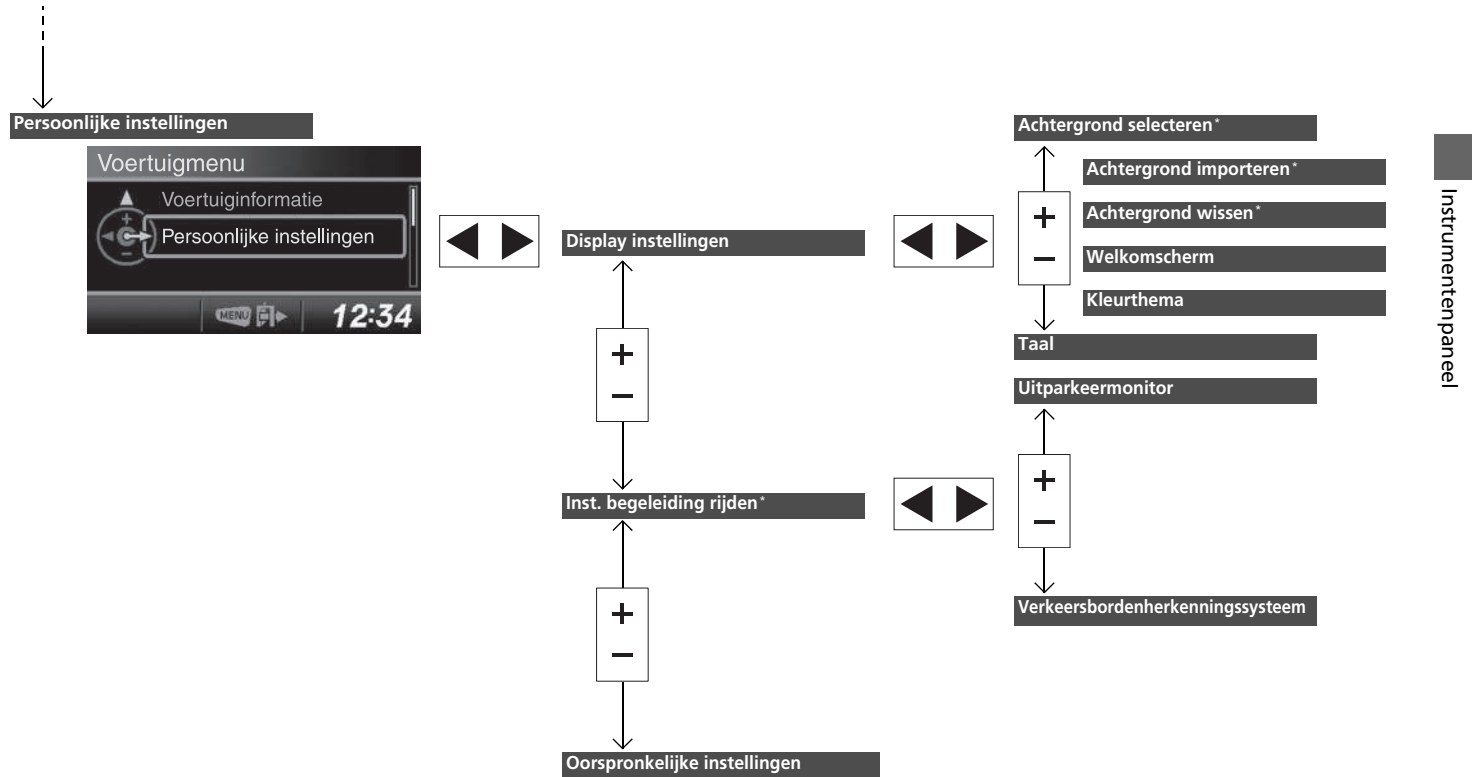 Persoonlijke instellingen
Voertuigmenu
Voertuiginformatie
Persoonlijke instellingen
MENU
12:34
Display instellingen
+
−
Inst. begeleiding rijden*
+
−
Oorspronkelijke instellingen
Achtergrond selecteren*
Achtergrond importeren*
Achtergrond wissen*
Welkomscherm
Kleurthema
+
−
Taal
Uitparkeermonitor
+
−
Verkeersbordenherkenningssysteem
Instrumentenpaneel